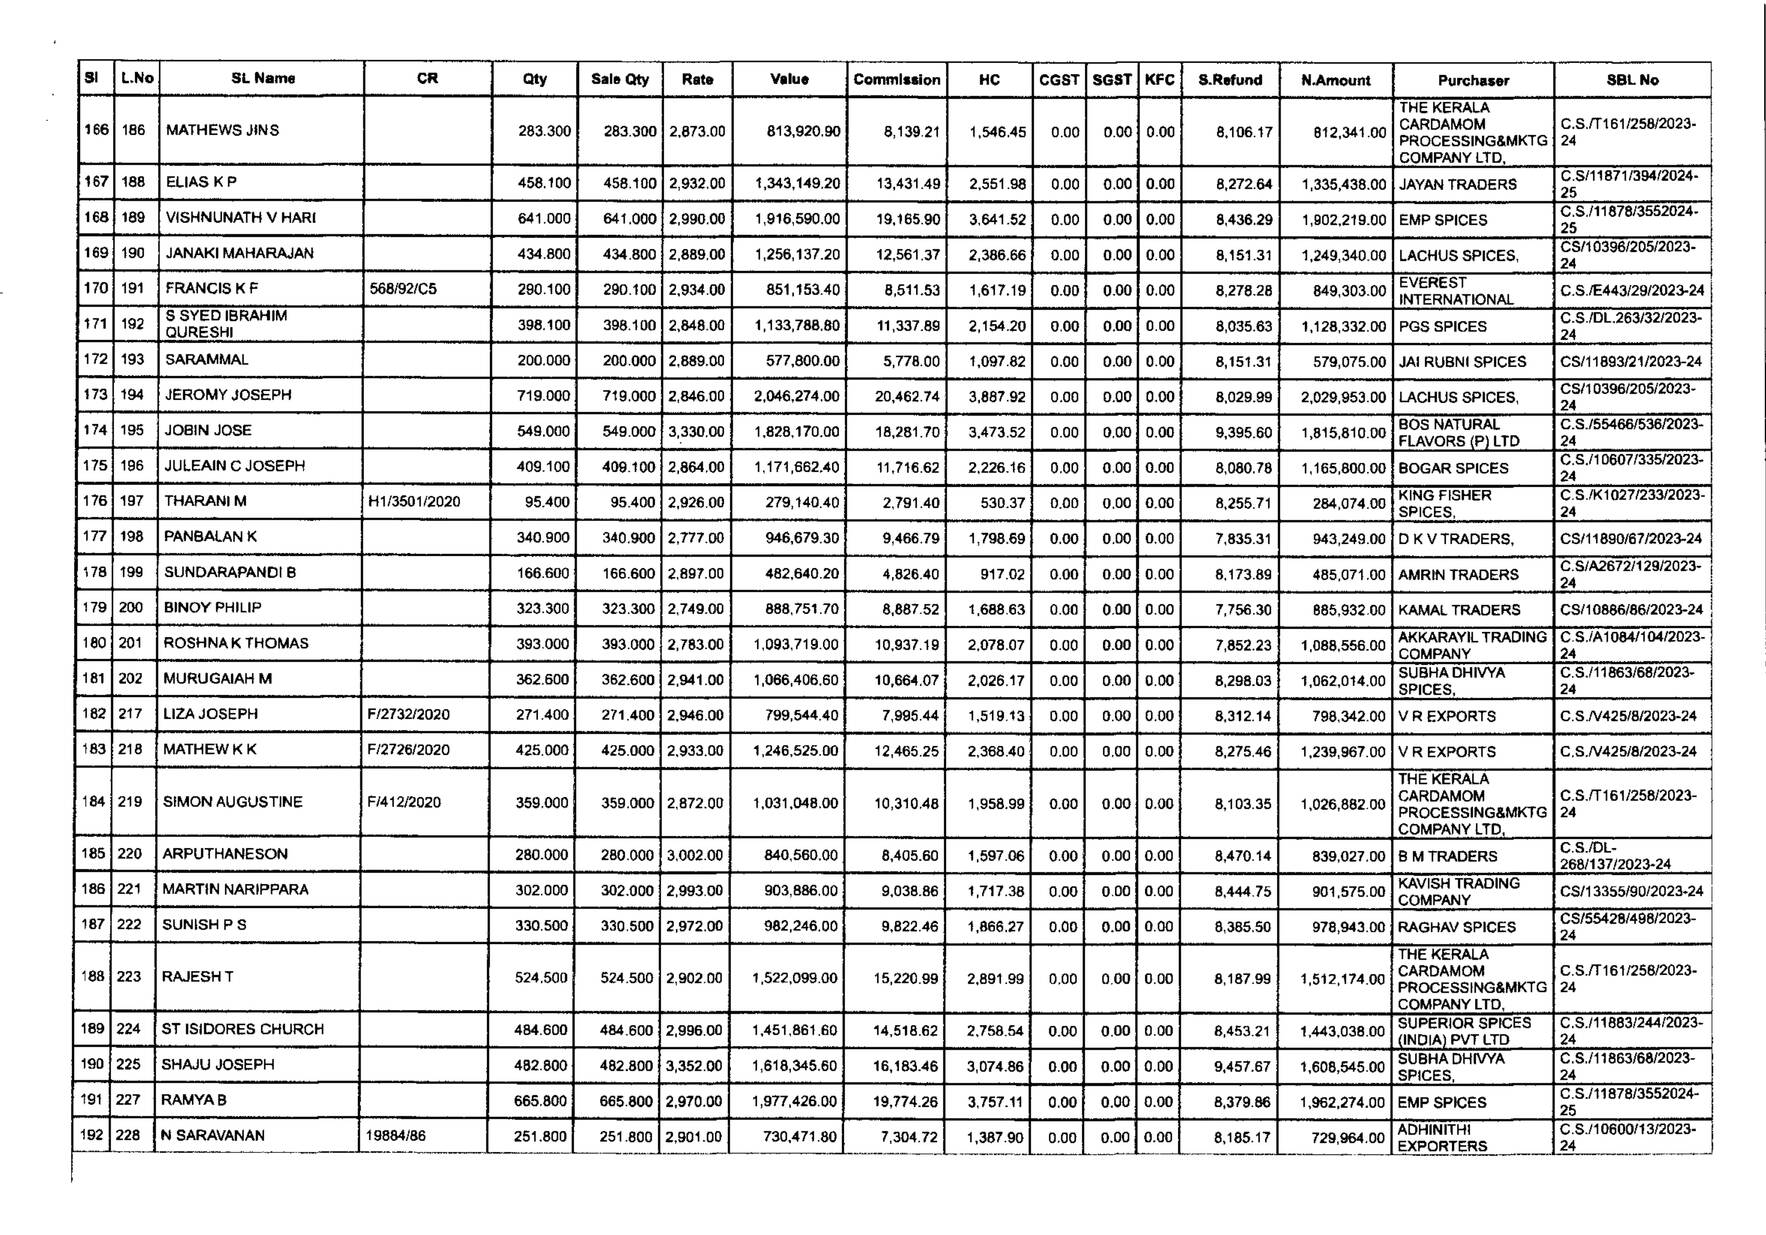 Sl L.No SL Name CR Qty Sale Qty Rate Value Commission HC CGST SGST KFC S.Refund N.Amount Purchaser SBL No
166 186 MATHEWS JINS 283.300 283.300 2,873.00 813,920.90 8,139.21 1,546.45 0.00 0.00 0.00 8,106.17 812,341.00 THE KERALA CARDAMOM PROCESSING&MKTG COMPANY LTD, C.S./T161/258/2023-24
167 188 ELIAS K P 458.100 458.100 2,932.00 1,343,149.20 13,431.49 2,551.98 0.00 0.00 0.00 8,272.64 1,335,438.00 JAYAN TRADERS C.S/11871/394/2024-25
168 189 VISHNUNATH V HARI 641.000 641.000 2,990.00 1,916,590.00 19,165.90 3,641.52 0.00 0.00 0.00 8,436.29 1,902,219.00 EMP SPICES C.S./11878/3552024-25
169 190 JANAKI MAHARAJAN 434.800 434.800 2,889.00 1,256,137.20 12,561.37 2,386.66 0.00 0.00 0.00 8,151.31 1,249,340.00 LACHUS SPICES, CS/10396/205/2023-24
170 191 FRANCIS K F 568/92/C5 290.100 290.100 2,934.00 851,153.40 8,511.53 1,617.19 0.00 0.00 0.00 8,278.28 849,303.00 EVEREST INTERNATIONAL C.S./E443/29/2023-24
171 192 S SYED IBRAHIM QURESHI 398.100 398.100 2,848.00 1,133,788.80 11,337.89 2,154.20 0.00 0.00 0.00 8,035.63 1,128,332.00 PGS SPICES C.S./DL.263/32/2023-24
172 193 SARAMMAL 200.000 200.000 2,889.00 577,800.00 5,778.00 1,097.82 0.00 0.00 0.00 8,151.31 579,075.00 JAI RUBNI SPICES CS/11893/21/2023-24
173 194 JEROMY JOSEPH 719.000 719.000 2,846.00 2,046,274.00 20,462.74 3,887.92 0.00 0.00 0.00 8,029.99 2,029,953.00 LACHUS SPICES, CS/10396/205/2023-24
174 195 JOBIN JOSE 549.000 549.000 3,330.00 1,828,170.00 18,281.70 3,473.52 0.00 0.00 0.00 9,395.60 1,815,810.00 BOS NATURAL FLAVORS (P) LTD C.S./55466/536/2023-24
175 196 JULEAIN C JOSEPH 409.100 409.100 2,864.00 1,171,662.40 11,716.62 2,226.16 0.00 0.00 0.00 8,080.78 1,165,800.00 BOGAR SPICES C.S./10607/335/2023-24
176 197 THARANI M H1/3501/2020 95.400 95.400 2,926.00 279,140.40 2,791.40 530.37 0.00 0.00 0.00 8,255.71 284,074.00 KING FISHER SPICES, C.S./K1027/233/2023-24
177 198 PANBALAN K 340.900 340.900 2,777.00 946,679.30 9,466.79 1,798.69 0.00 0.00 0.00 7,835.31 943,249.00 D K V TRADERS, CS/11890/67/2023-24
178 199 SUNDARAPANDI B 166.600 166.600 2,897.00 482,640.20 4,826.40 917.02 0.00 0.00 0.00 8,173.89 485,071.00 AMRIN TRADERS C.S/A2672/129/2023-24
179 200 BINOY PHILIP 323.300 323.300 2,749.00 888,751.70 8,887.52 1,688.63 0.00 0.00 0.00 7,756.30 885,932.00 KAMAL TRADERS CS/10886/86/2023-24
180 201 ROSHNA K THOMAS 393.000 393.000 2,783.00 1,093,719.00 10,937.19 2,078.07 0.00 0.00 0.00 7,852.23 1,088,556.00 AKKARAYIL TRADING COMPANY C.S./A1084/104/2023-24
181 202 MURUGAIAH M 362.600 362.600 2,941.00 1,066,406.60 10,664.07 2,026.17 0.00 0.00 0.00 8,298.03 1,062,014.00 SUBHA DHIVYA SPICES, C.S./11863/68/2023-24
182 217 LIZA JOSEPH F/2732/2020 271.400 271.400 2,946.00 799,544.40 7,995.44 1,519.13 0.00 0.00 0.00 8,312.14 798,342.00 V R EXPORTS C.S./V425/8/2023-24
183 218 MATHEW K K F/2726/2020 425.000 425.000 2,933.00 1,246,525.00 12,465.25 2,368.40 0.00 0.00 0.00 8,275.46 1,239,967.00 V R EXPORTS C.S./V425/8/2023-24
184 219 SIMON AUGUSTINE F/412/2020 359.000 359.000 2,872.00 1,031,048.00 10,310.48 1,958.99 0.00 0.00 0.00 8,103.35 1,026,882.00 THE KERALA CARDAMOM PROCESSING&MKTG COMPANY LTD, C.S./T161/258/2023-24
185 220 ARPUTHANESON 280.000 280.000 3,002.00 840,560.00 8,405.60 1,597.06 0.00 0.00 0.00 8,470.14 839,027.00 B M TRADERS C.S./DL-268/137/2023-24
186 221 MARTIN NARIPPARA 302.000 302.000 2,993.00 903,886.00 9,038.86 1,717.38 0.00 0.00 0.00 8,444.75 901,575.00 KAVISH TRADING COMPANY CS/13355/90/2023-24
187 222 SUNISH P S 330.500 330.500 2,972.00 982,246.00 9,822.46 1,866.27 0.00 0.00 0.00 8,385.50 978,943.00 RAGHAV SPICES CS/55428/498/2023-24
188 223 RAJESH T 524.500 524.500 2,902.00 1,522,099.00 15,220.99 2,891.99 0.00 0.00 0.00 8,187.99 1,512,174.00 THE KERALA CARDAMOM PROCESSING&MKTG COMPANY LTD, C.S./T161/258/2023-24
189 224 ST ISIDORES CHURCH 484.600 484.600 2,996.00 1,451,861.60 14,518.62 2,758.54 0.00 0.00 0.00 8,453.21 1,443,038.00 SUPERIOR SPICES (INDIA) PVT LTD C.S./11883/244/2023-24
190 225 SHAJU JOSEPH 482.800 482.800 3,352.00 1,618,345.60 16,183.46 3,074.86 0.00 0.00 0.00 9,457.67 1,608,545.00 SUBHA DHIVYA SPICES, C.S./11863/68/2023-24
191 227 RAMYA B 665.800 665.800 2,970.00 1,977,426.00 19,774.26 3,757.11 0.00 0.00 0.00 8,379.86 1,962,274.00 EMP SPICES C.S./11878/3552024-25
192 228 N SARAVANAN 19884/86 251.800 251.800 2,901.00 730,471.80 7,304.72 1,387.90 0.00 0.00 0.00 8,185.17 729,964.00 ADHINITHI EXPORTERS C.S./10600/13/2023-24